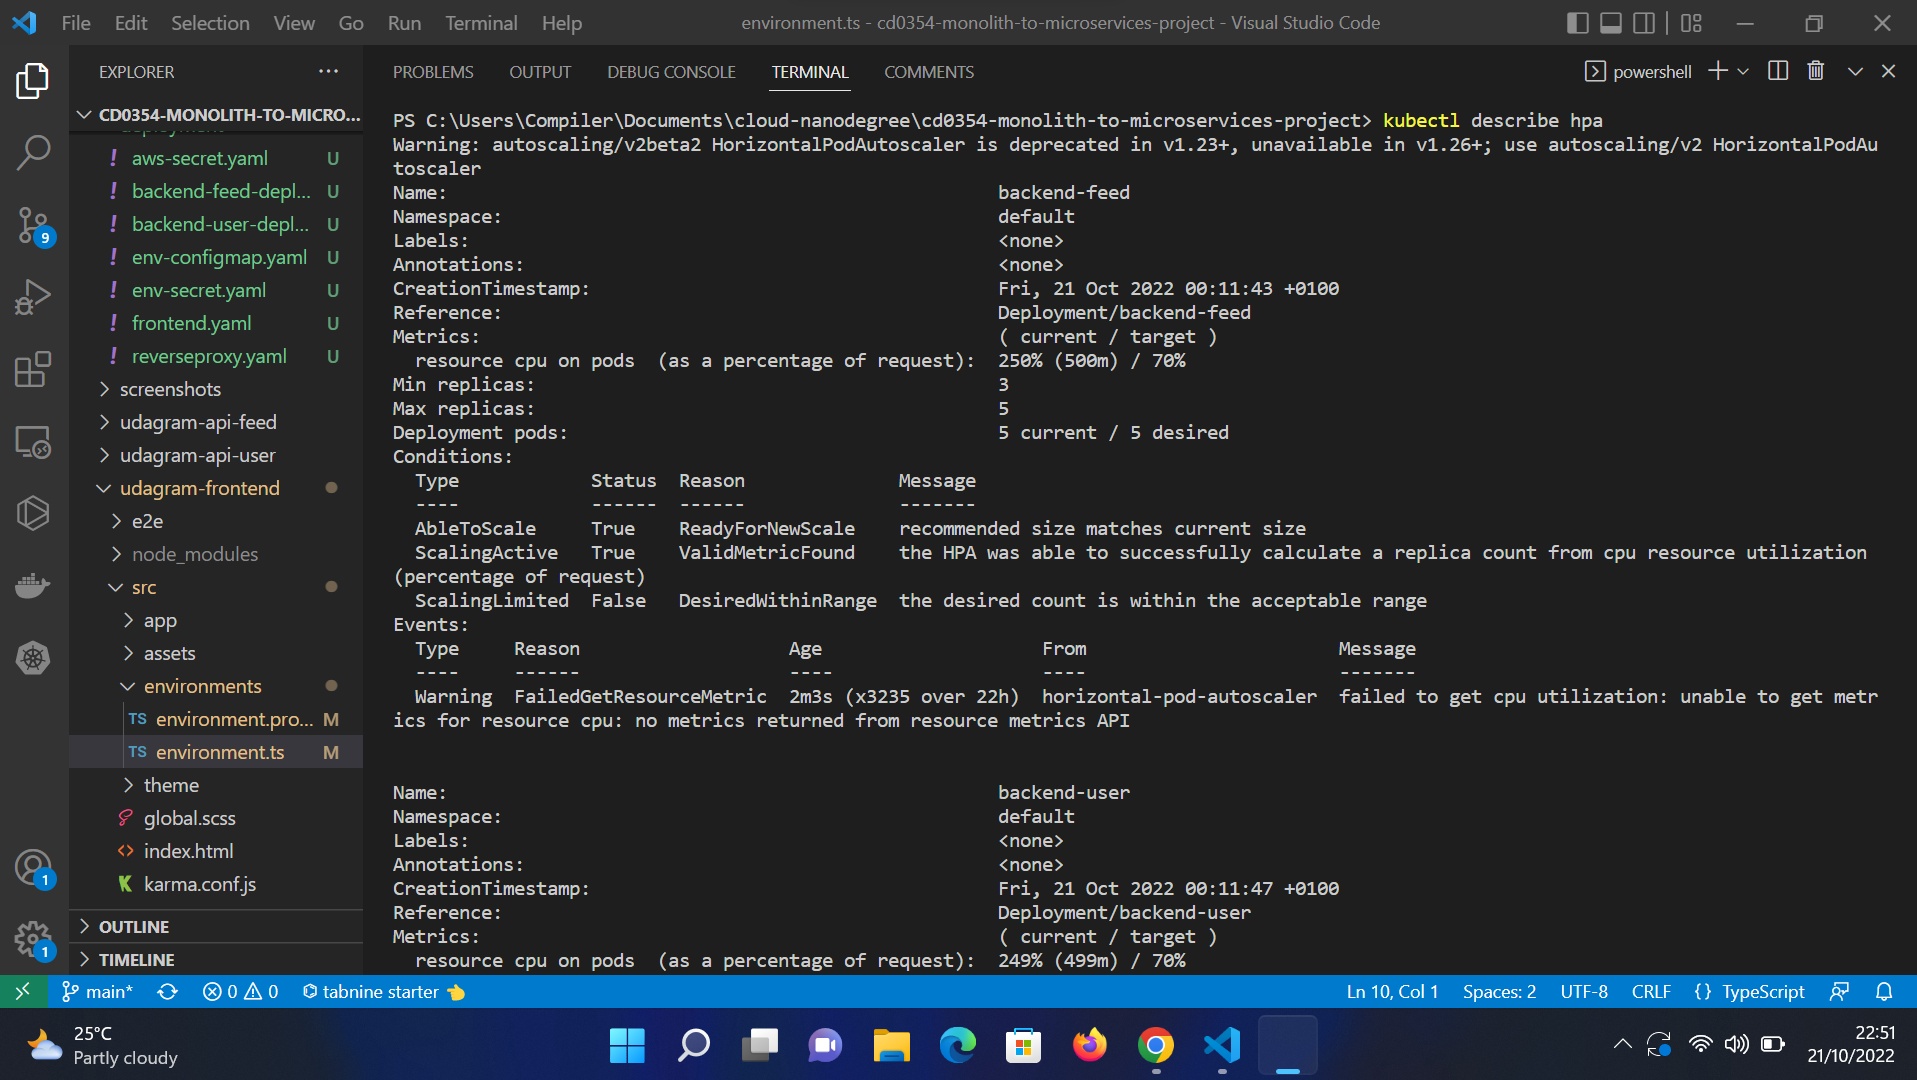 File Edit Selection View Go Run Terminal Help
environment.ts - cd0354-monolith-to-microservices-project - Visual Studio Code
EXPLORER
CD0354-MONOLITH-TO-MICRO...
deployment
! aws-secret.yaml U
! backend-feed-depl... U
! backend-user-depl... U
! env-configmap.yaml U
! env-secret.yaml U
! frontend.yaml U
! reverseproxy.yaml U
screenshots
udagram-api-feed
udagram-api-user
udagram-frontend
e2e
node_modules
src
app
assets
environments
TS environment.pro... M
TS environment.ts M
theme
global.scss
<> index.html
karma.conf.js
OUTLINE
TIMELINE
9
1
1
PROBLEMS OUTPUT DEBUG CONSOLE TERMINAL COMMENTS
powershell
PS C:\Users\Compiler\Documents\cloud-nanodegree\cd0354-monolith-to-microservices-project> kubectl describe hpa
Warning: autoscaling/v2beta2 HorizontalPodAutoscaler is deprecated in v1.23+, unavailable in v1.26+; use autoscaling/v2 HorizontalPodAu
toscaler
Name: backend-feed
Namespace: default
Labels: <none>
Annotations: <none>
CreationTimestamp: Fri, 21 Oct 2022 00:11:43 +0100
Reference: Deployment/backend-feed
Metrics: ( current / target )
resource cpu on pods (as a percentage of request): 250% (500m) / 70%
Min replicas: 3
Max replicas: 5
Deployment pods: 5 current / 5 desired
Conditions:
Type Status Reason Message
---- ------ ------ -------
AbleToScale True ReadyForNewScale recommended size matches current size
ScalingActive True ValidMetricFound the HPA was able to successfully calculate a replica count from cpu resource utilization
(percentage of request)
ScalingLimited False DesiredWithinRange the desired count is within the acceptable range
Events:
Type Reason Age From Message
---- ------ ---- ---- -------
Warning FailedGetResourceMetric 2m3s (x3235 over 22h) horizontal-pod-autoscaler failed to get cpu utilization: unable to get metr
ics for resource cpu: no metrics returned from resource metrics API
Name: backend-user
Namespace: default
Labels: <none>
Annotations: <none>
CreationTimestamp: Fri, 21 Oct 2022 00:11:47 +0100
Reference: Deployment/backend-user
Metrics: ( current / target )
resource cpu on pods (as a percentage of request): 249% (499m) / 70%
main* 0 0 tabnine starter
Ln 10, Col 1 Spaces: 2 UTF-8 CRLF {} TypeScript
25°C
Partly cloudy
22:51
21/10/2022